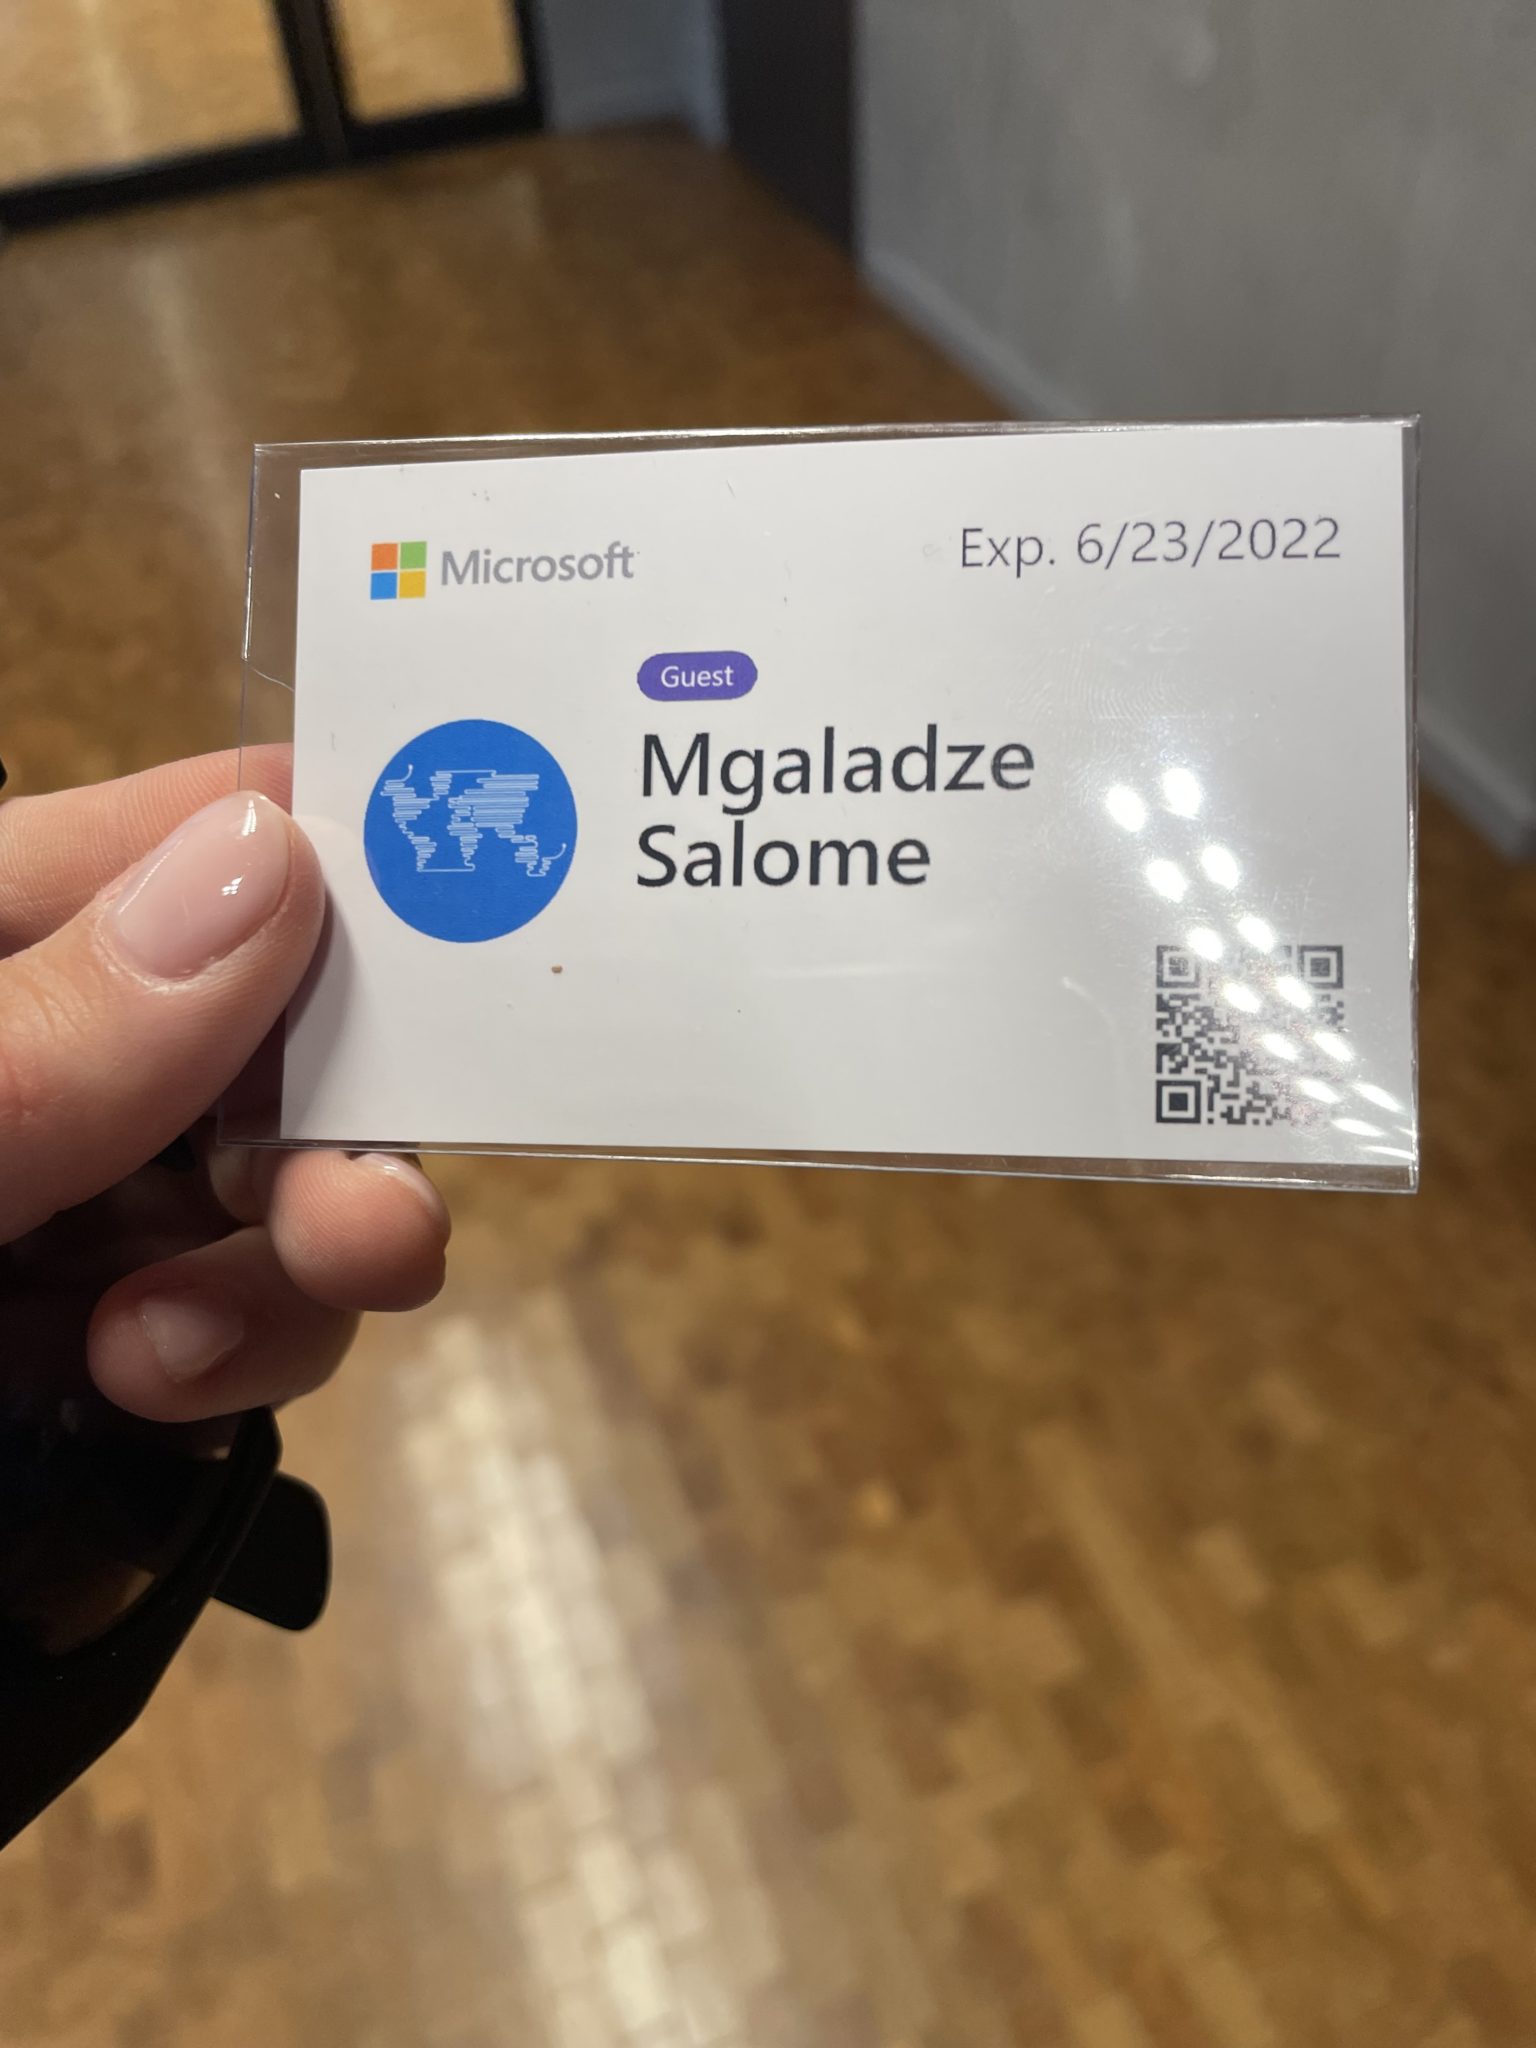 Microsoft
Exp. 6/23/2022
Guest
Mgaladze
Salome